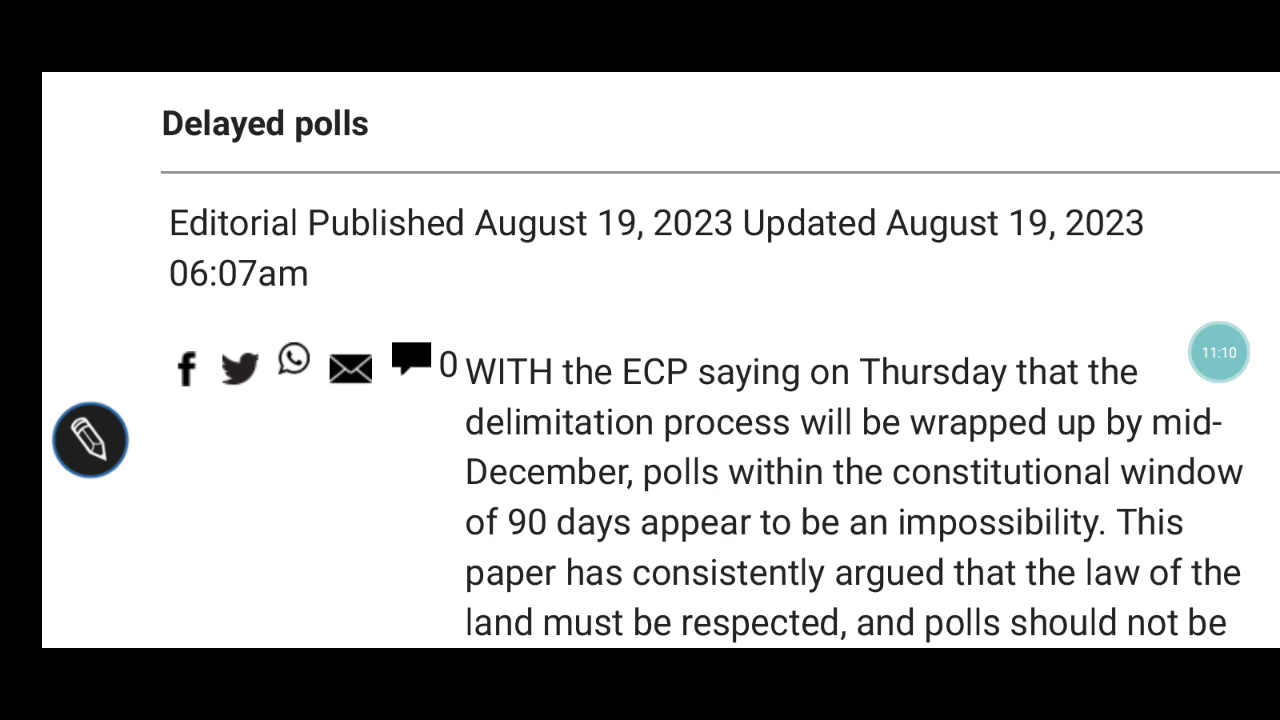 Delayed polls
Editorial Published August 19, 2023 Updated August 19, 2023
06:07am
0 WITH the ECP saying on Thursday that the
11:10
delimitation process will be wrapped up by mid-
December, polls within the constitutional window
of 90 days appear to be an impossibility. This
paper has consistently argued that the law of the
land must be respected, and polls should not be